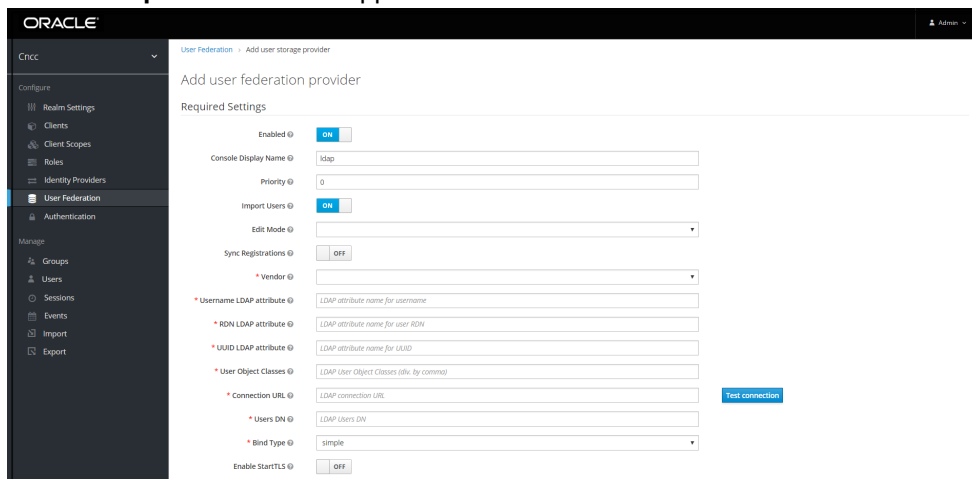 ORACLE
Admin
Cncc
User Federation > Add user storage provider
Add user federation provider
Configure
Realm Settings
Clients
Client Scopes
Roles
Identity Providers
User Federation
Authentication
Manage
Groups
Users
Sessions
Events
Import
Export
Required Settings
Enabled ON
Console Display Name ldap
Priority 0
Import Users ON
Edit Mode
Sync Registrations OFF
* Vendor
* Username LDAP attribute LDAP attribute name for username
* RDN LDAP attribute LDAP attribute name for user RDN
* UUID LDAP attribute LDAP attribute name for UUID
* User Object Classes LDAP User Object Classes (div. by comma)
* Connection URL LDAP connection URL Test connection
* Users DN LDAP Users DN
* Bind Type simple
Enable StartTLS OFF